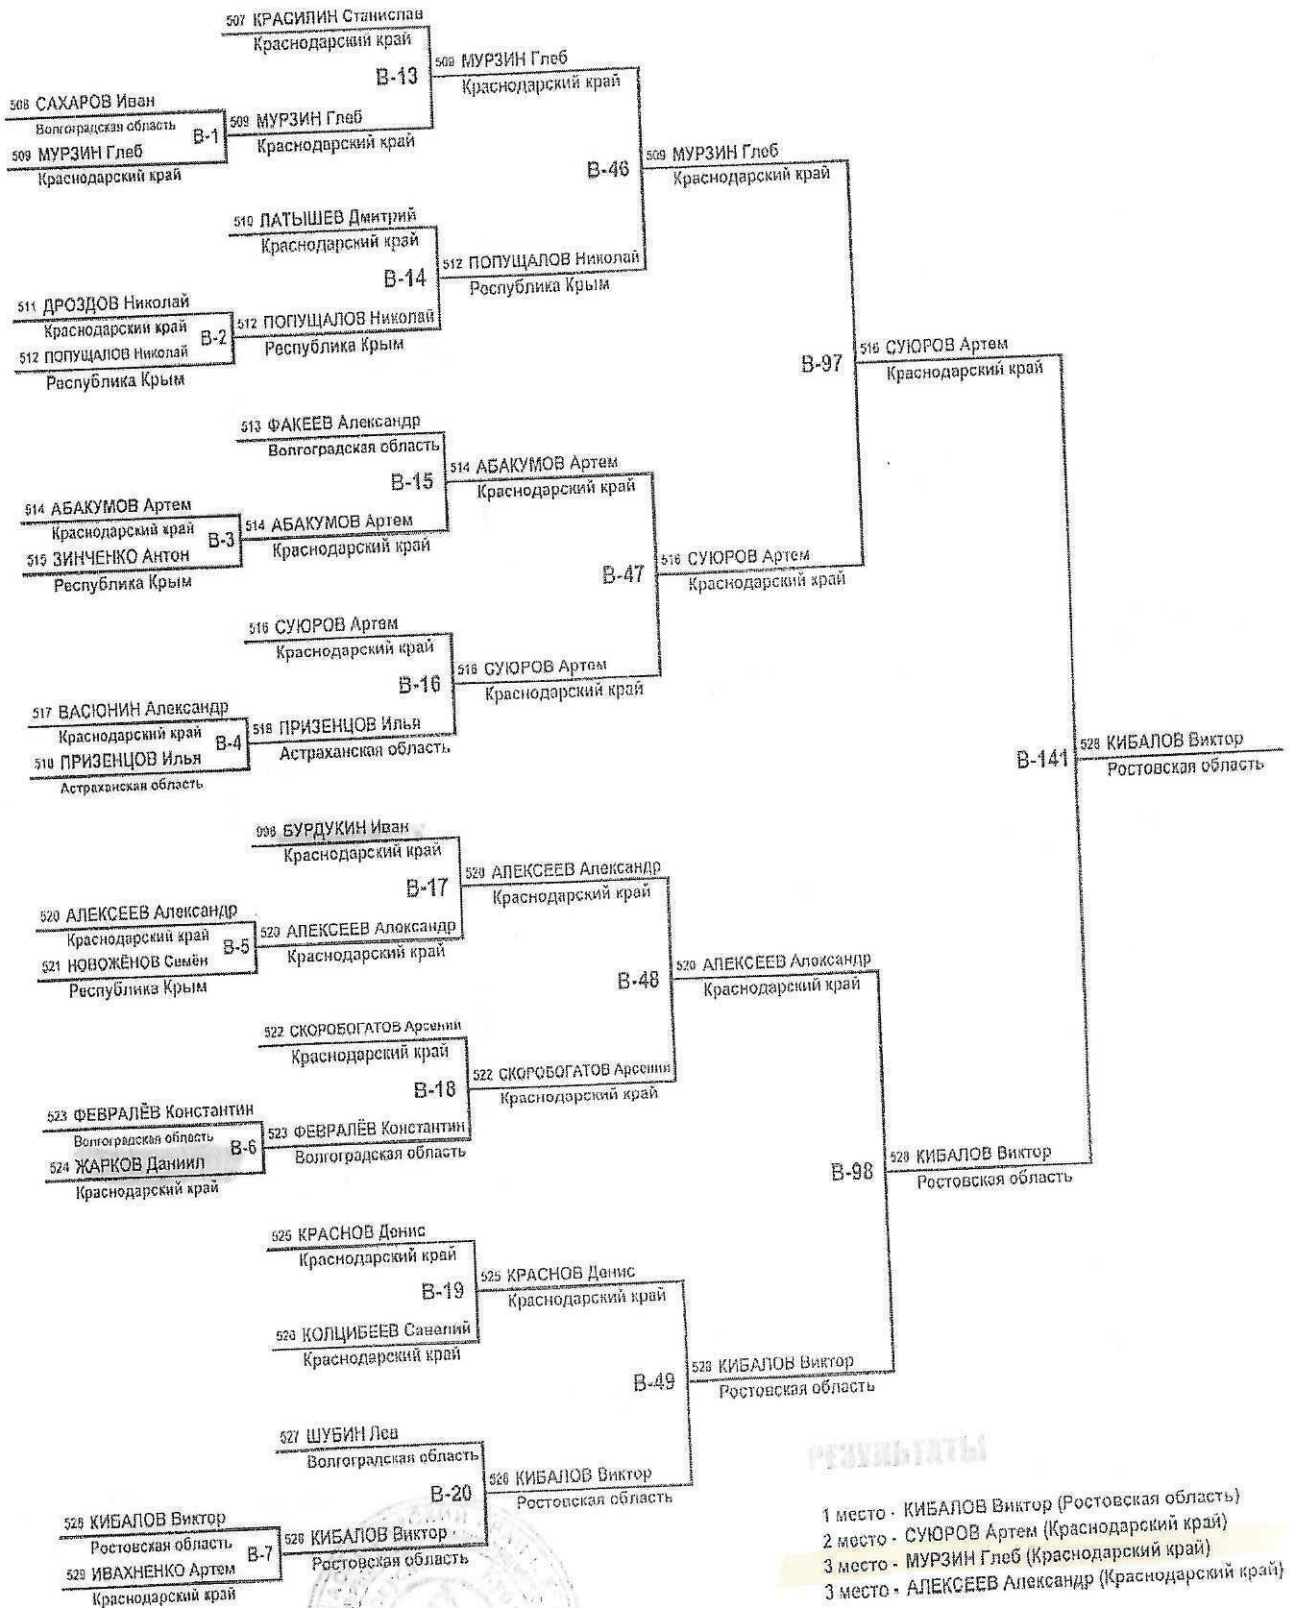 507 КРАСИЛИН Станислав
Краснодарский край
В-13
509 МУРЗИН Глеб
Краснодарский край
508 САХАРОВ Иван
Волгоградская область
В-1
509 МУРЗИН Глеб
Краснодарский край
509 МУРЗИН Глеб
Краснодарский край
В-46
509 МУРЗИН Глеб
Краснодарский край
510 ЛАТЫШЕВ Дмитрий
Краснодарский край
В-14
512 ПОПУЩАЛОВ Николай
Республика Крым
511 ДРОЗДОВ Николай
Краснодарский край
В-2
512 ПОПУЩАЛОВ Николай
Республика Крым
512 ПОПУЩАЛОВ Николай
Республика Крым
В-97
516 СУЮРОВ Артем
Краснодарский край
513 ФАКЕЕВ Александр
Волгоградская область
В-15
514 АБАКУМОВ Артем
Краснодарский край
514 АБАКУМОВ Артем
Краснодарский край
В-3
514 АБАКУМОВ Артем
Краснодарский край
515 ЗИНЧЕНКО Антон
Республика Крым
В-47
516 СУЮРОВ Артем
Краснодарский край
516 СУЮРОВ Артем
Краснодарский край
В-16
516 СУЮРОВ Артем
Краснодарский край
517 ВАСЮНИН Александр
Краснодарский край
В-4
518 ПРИЗЕНЦОВ Илья
Астраханская область
518 ПРИЗЕНЦОВ Илья
Астраханская область
В-141
528 КИБАЛОВ Виктор
Ростовская область
996 БУРДУКИН Иван
Краснодарский край
В-17
520 АЛЕКСЕЕВ Александр
Краснодарский край
520 АЛЕКСЕЕВ Александр
Краснодарский край
В-5
520 АЛЕКСЕЕВ Александр
Краснодарский край
521 НОВОЖЁНОВ Семён
Республика Крым
В-48
520 АЛЕКСЕЕВ Александр
Краснодарский край
522 СКОРОБОГАТОВ Арсений
Краснодарский край
В-18
522 СКОРОБОГАТОВ Арсений
Краснодарский край
523 ФЕВРАЛЁВ Константин
Волгоградская область
В-6
523 ФЕВРАЛЁВ Константин
Волгоградская область
524 ЖАРКОВ Даниил
Краснодарский край
В-98
528 КИБАЛОВ Виктор
Ростовская область
525 КРАСНОВ Денис
Краснодарский край
В-19
525 КРАСНОВ Денис
Краснодарский край
526 КОЛЦИБЕЕВ Савелий
Краснодарский край
В-49
528 КИБАЛОВ Виктор
Ростовская область
527 ШУБИН Лев
Волгоградская область
В-20
528 КИБАЛОВ Виктор
Ростовская область
528 КИБАЛОВ Виктор
Ростовская область
В-7
528 КИБАЛОВ Виктор
Ростовская область
529 ИВАХНЕНКО Артем
Краснодарский край
РЕЗУЛЬТАТЫ
1 место - КИБАЛОВ Виктор (Ростовская область)
2 место - СУЮРОВ Артем (Краснодарский край)
3 место - МУРЗИН Глеб (Краснодарский край)
3 место - АЛЕКСЕЕВ Александр (Краснодарский край)